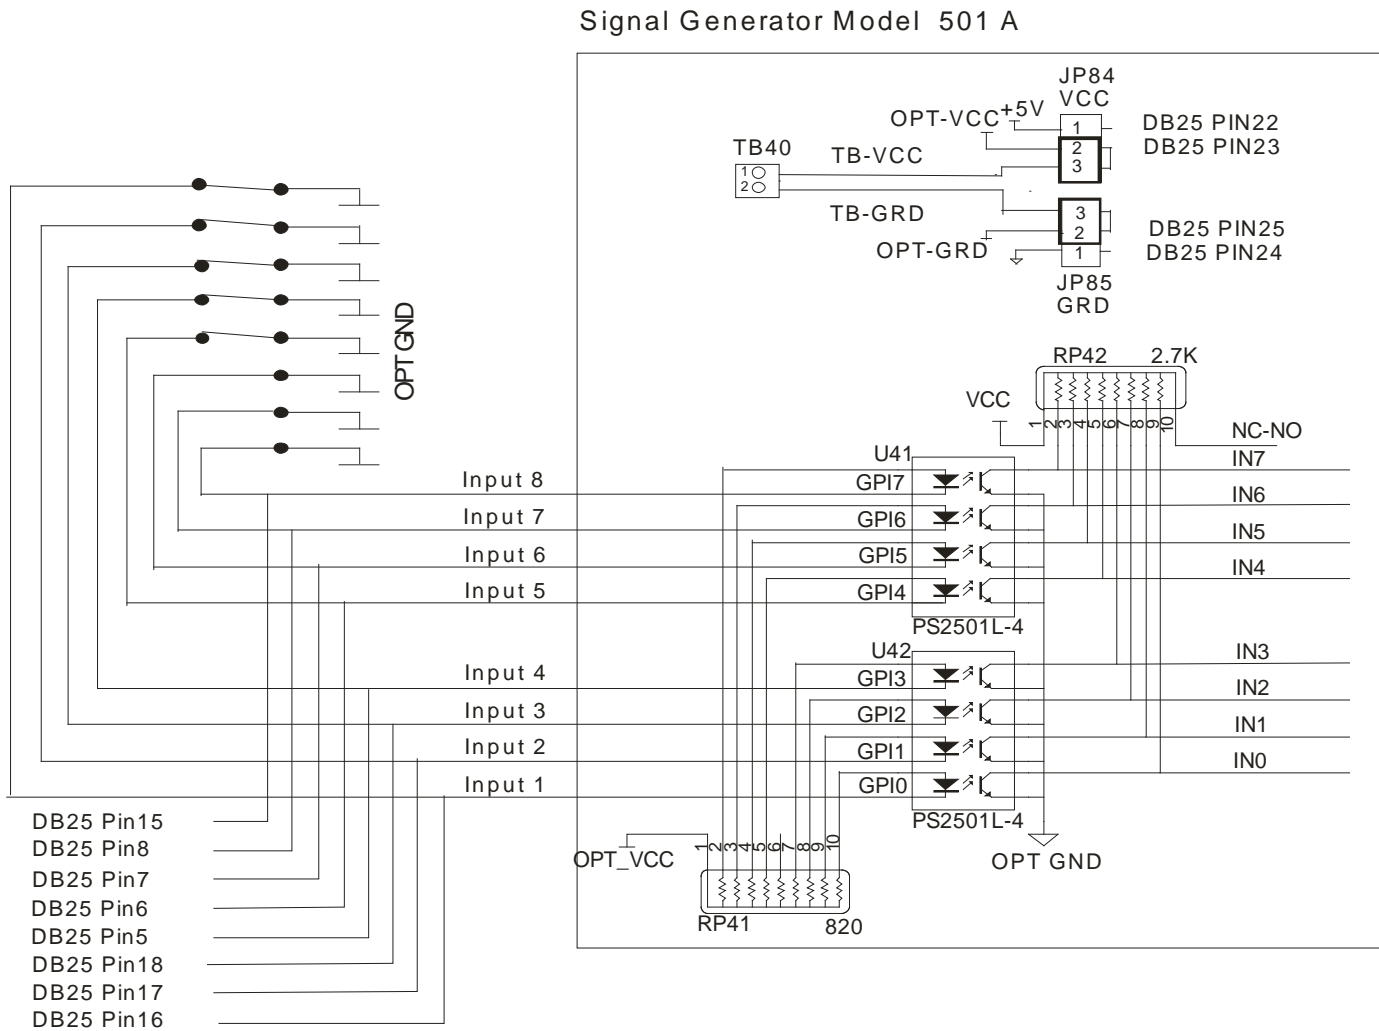 Signal Generator Model 501 A
JP84
VCC
OPT-VCC
+5V
1
2
3
DB25 PIN22
DB25 PIN23
TB40
1
2
TB-VCC
TB-GRD
OPT-GRD
3
2
1
DB25 PIN25
DB25 PIN24
JP85
GRD
OPT GND
RP42
2.7K
VCC
1
2
3
4
5
6
7
8
9
10
NC-NO
U41
Input 8
GPI7
IN7
Input 7
GPI6
IN6
Input 6
GPI5
IN5
Input 5
GPI4
IN4
PS2501L-4
U42
Input 4
GPI3
IN3
Input 3
GPI2
IN2
Input 2
GPI1
IN1
Input 1
GPI0
IN0
PS2501L-4
OPT_VCC
1
2
3
4
5
6
7
8
9
10
OPT GND
RP41
820
DB25 Pin15
DB25 Pin8
DB25 Pin7
DB25 Pin6
DB25 Pin5
DB25 Pin18
DB25 Pin17
DB25 Pin16